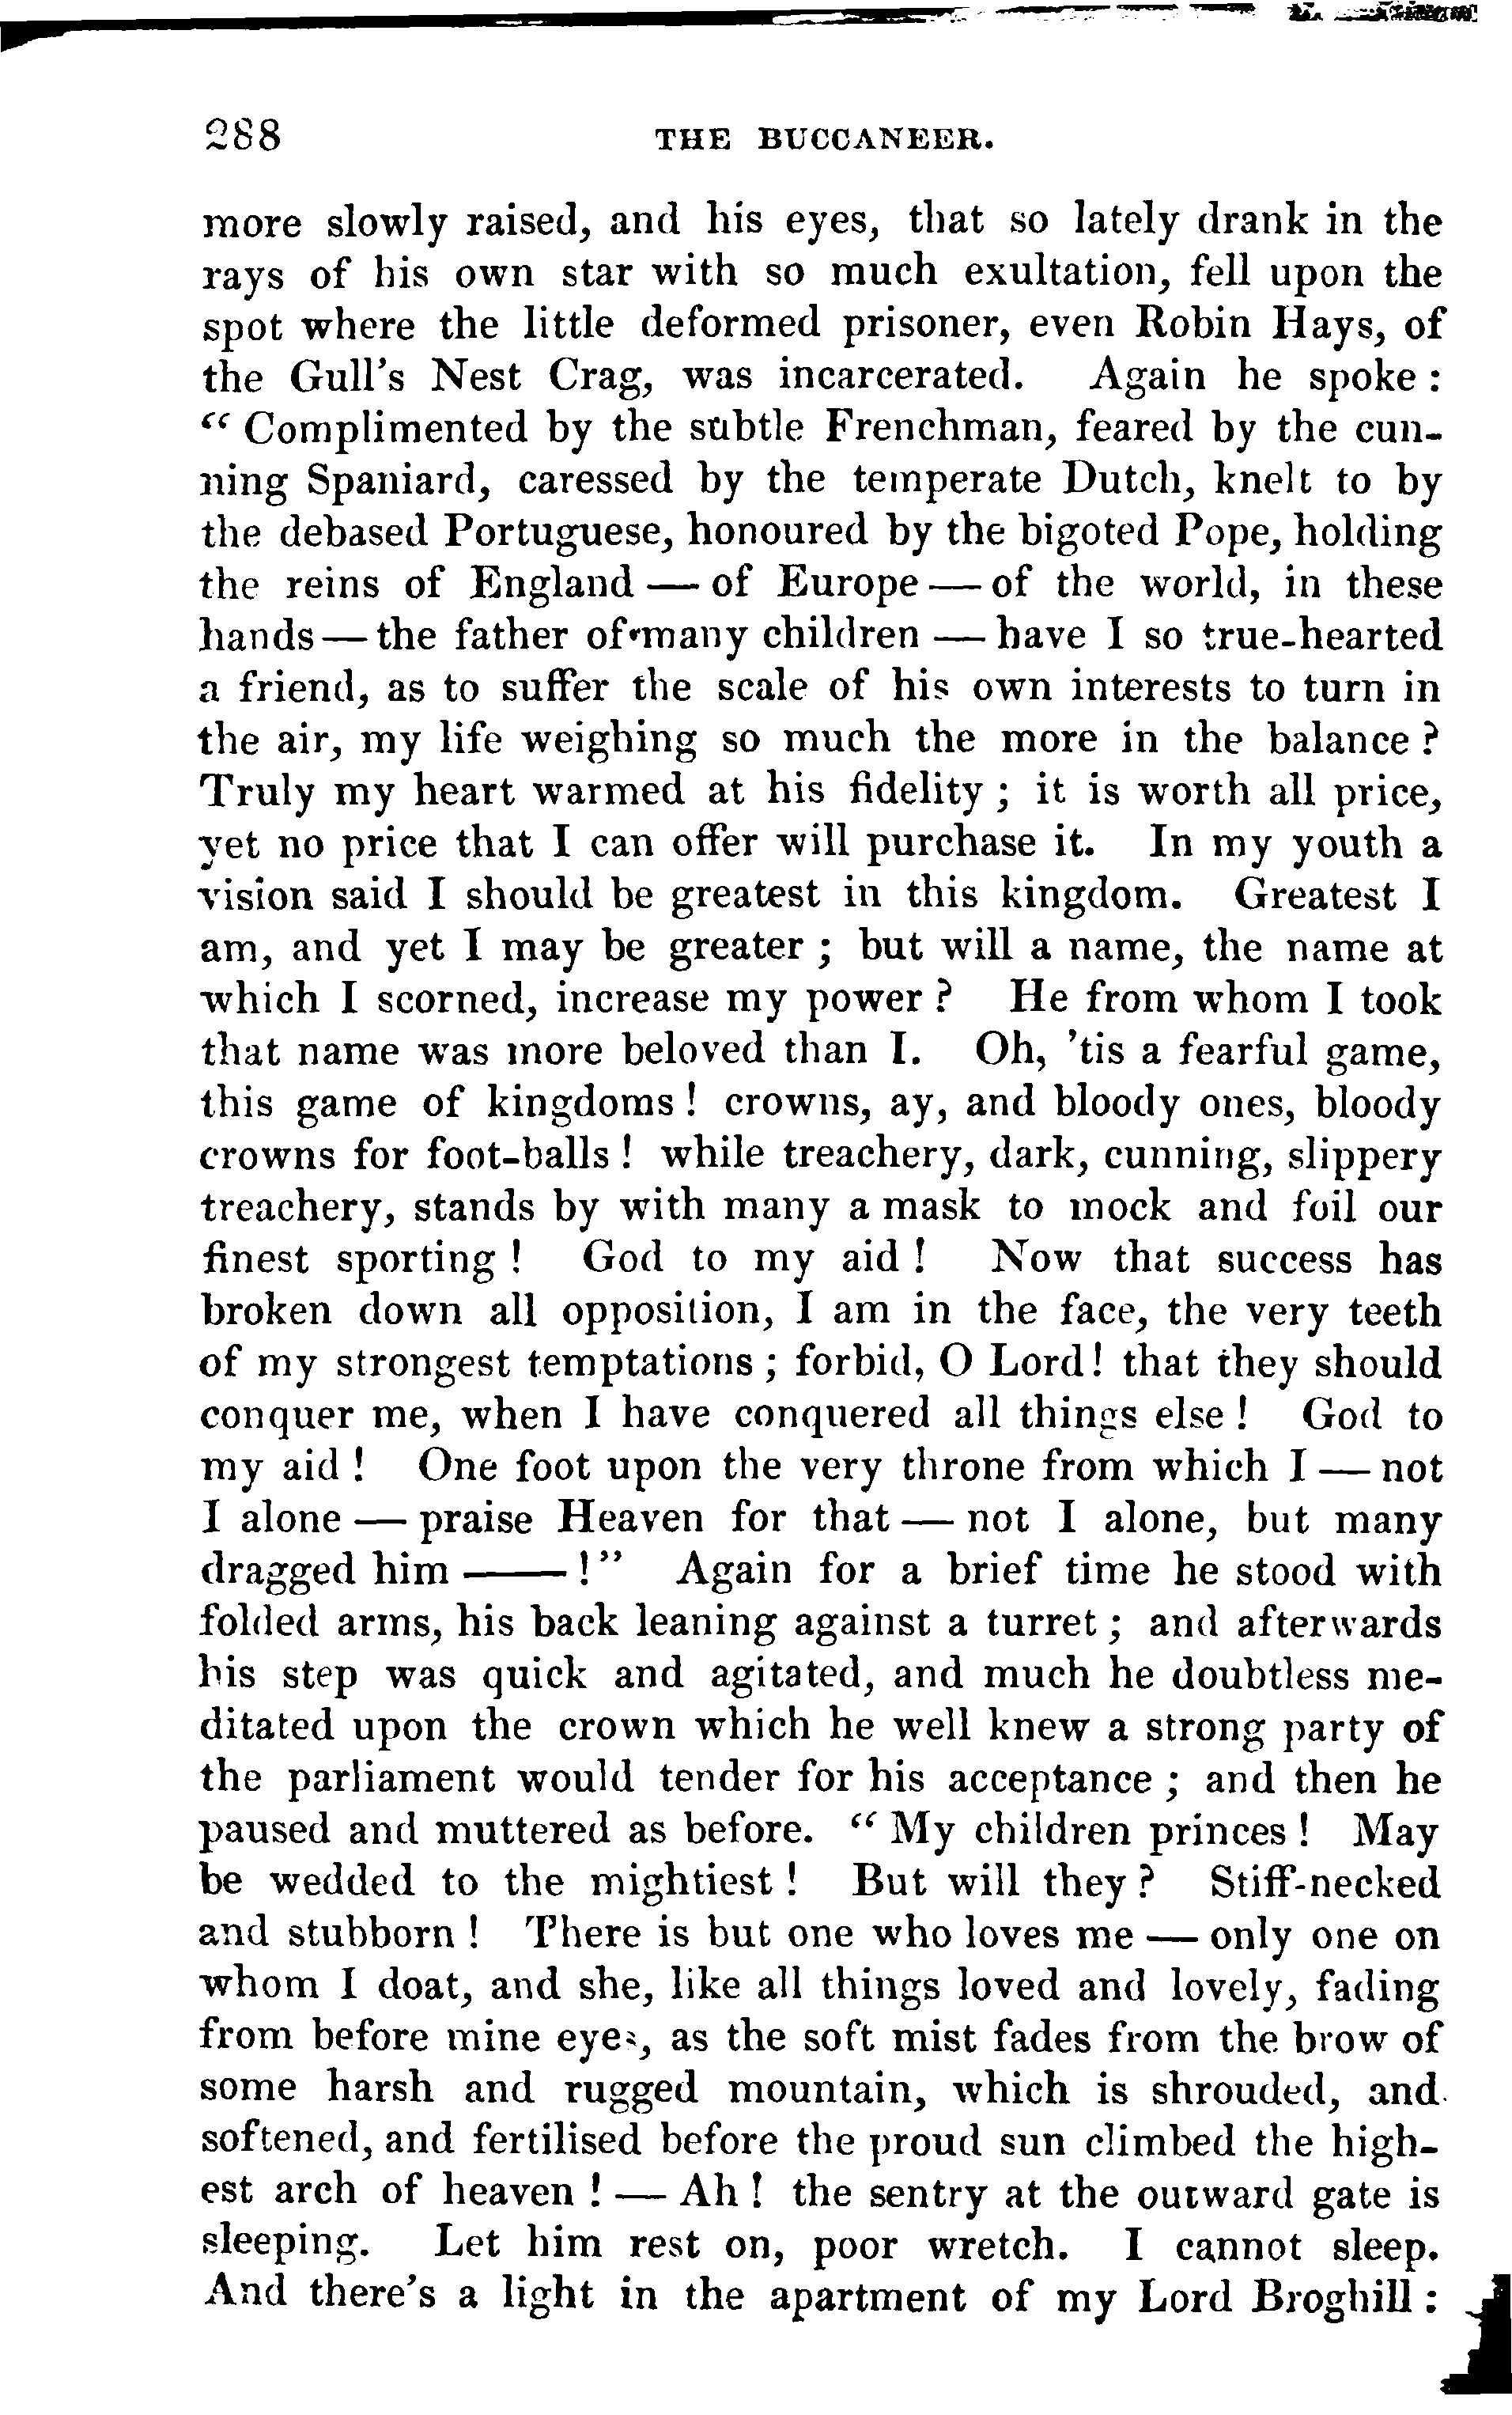 288 THE BUCCANEER.
more slowly raised, and his eyes, that so lately drank in the
rays of his own star with so much exultation, fell upon the
spot where the little deformed prisoner, even Robin Hays, of
the Gull's Nest Crag, was incarcerated. Again he spoke :
“ Complimented by the subtle Frenchman, feared by the cun-
ning Spaniard, caressed by the temperate Dutch, knelt to by
the debased Portuguese, honoured by the bigoted Pope, holding
the reins of England — of Europe — of the world, in these
hands — the father of many children — have I so true-hearted
a friend, as to suffer the scale of his own interests to turn in
the air, my life weighing so much the more in the balance ?
Truly my heart warmed at his fidelity ; it is worth all price,
yet no price that I can offer will purchase it. In my youth a
vision said I should be greatest in this kingdom. Greatest I
am, and yet I may be greater ; but will a name, the name at
which I scorned, increase my power ? He from whom I took
that name was more beloved than I. Oh, 'tis a fearful game,
this game of kingdoms ! crowns, ay, and bloody ones, bloody
crowns for foot-balls ! while treachery, dark, cunning, slippery
treachery, stands by with many a mask to mock and foil our
finest sporting ! God to my aid ! Now that success has
broken down all opposition, I am in the face, the very teeth
of my strongest temptations ; forbid, O Lord! that they should
conquer me, when I have conquered all things else ! God to
my aid ! One foot upon the very throne from which I — not
I alone — praise Heaven for that — not I alone, but many
dragged him —— ! ” Again for a brief time he stood with
folded arms, his back leaning against a turret ; and afterwards
his step was quick and agitated, and much he doubtless me-
ditated upon the crown which he well knew a strong party of
the parliament would tender for his acceptance ; and then he
paused and muttered as before. “ My children princes ! May
be wedded to the mightiest ! But will they ? Stiff-necked
and stubborn ! There is but one who loves me — only one on
whom I doat, and she, like all things loved and lovely, fading
from before mine eyes, as the soft mist fades from the brow of
some harsh and rugged mountain, which is shrouded, and
softened, and fertilised before the proud sun climbed the high-
est arch of heaven ! — Ah ! the sentry at the outward gate is
sleeping. Let him rest on, poor wretch. I cannot sleep.
And there's a light in the apartment of my Lord Broghill :